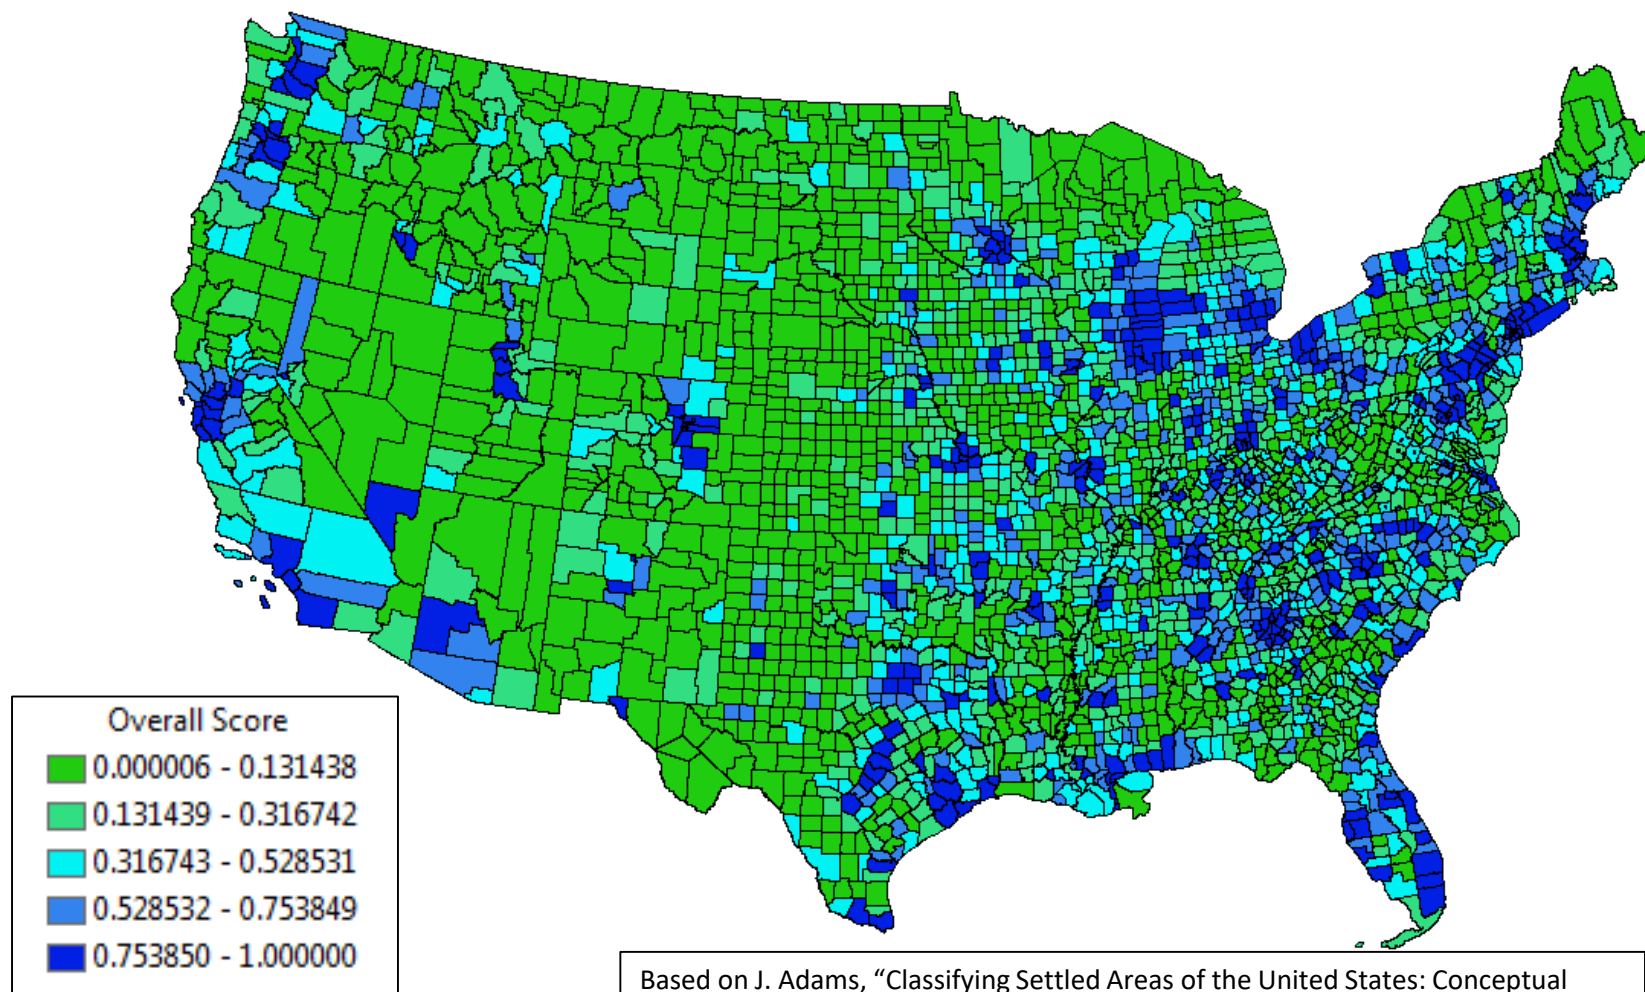 Overall Score
0.000006 - 0.131438
0.131439 - 0.316742
0.316743 - 0.528531
0.528532 - 0.753849
0.753850 - 1.000000
Based on J. Adams, “Classifying Settled Areas of the United States: Conceptual